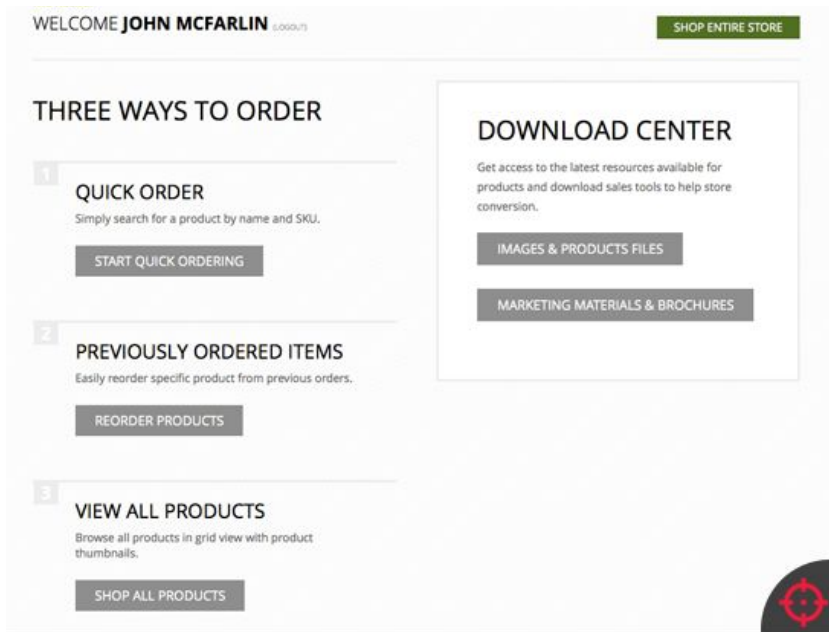 WELCOME JOHN MCFARLIN (LOGOUT)
SHOP ENTIRE STORE
THREE WAYS TO ORDER
1
QUICK ORDER
Simply search for a product by name and SKU.
START QUICK ORDERING
2
PREVIOUSLY ORDERED ITEMS
Easily reorder specific product from previous orders.
REORDER PRODUCTS
3
VIEW ALL PRODUCTS
Browse all products in grid view with product
thumbnails.
SHOP ALL PRODUCTS
DOWNLOAD CENTER
Get access to the latest resources available for
products and download sales tools to help store
conversion.
IMAGES & PRODUCTS FILES
MARKETING MATERIALS & BROCHURES